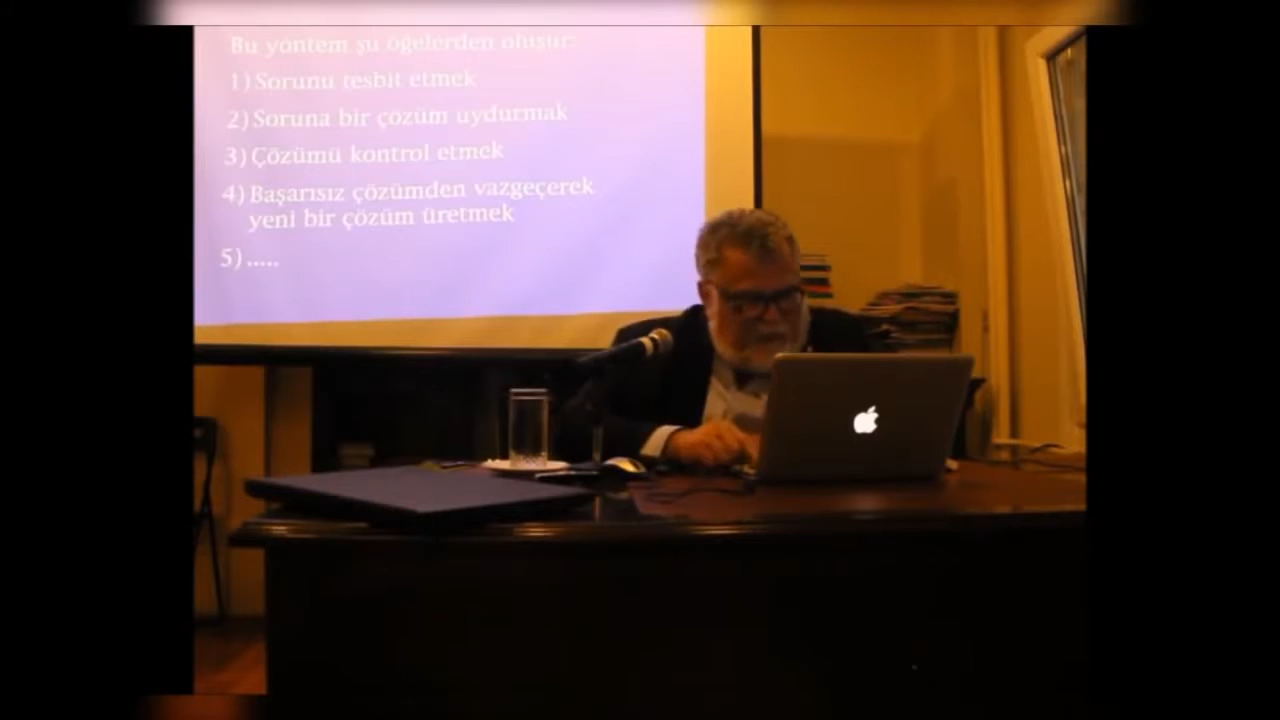 Bu yöntem şu öğelerden oluşur:
1) Sorunu tesbit etmek
2) Soruna bir çözüm uydurmak
3) Çözümü kontrol etmek
4) Başarısız çözümden vazgeçerek
yeni bir çözüm üretmek
5) .....